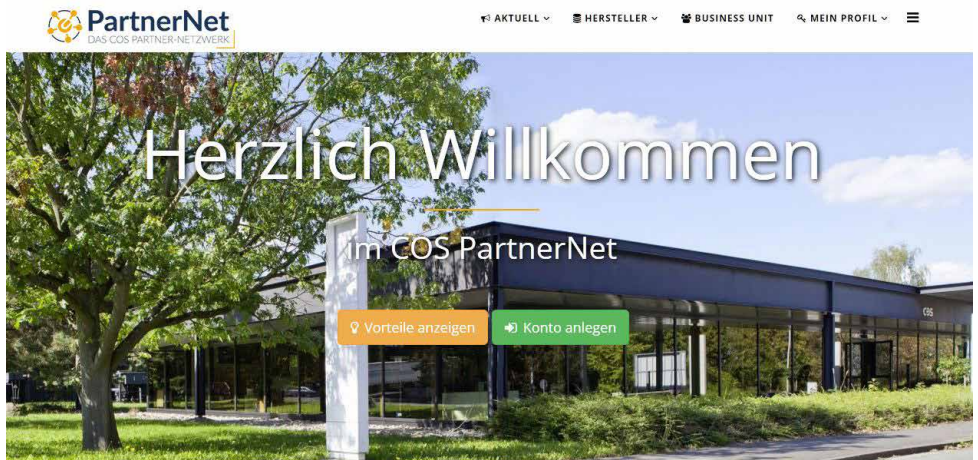 PartnerNet
DAS COS PARTNER-NETZWERK
AKTUELL
HERSTELLER
BUSINESS UNIT
MEIN PROFIL
Herzlich Willkommen
im COS PartnerNet
COS
Vorteile anzeigen
Konto anlegen